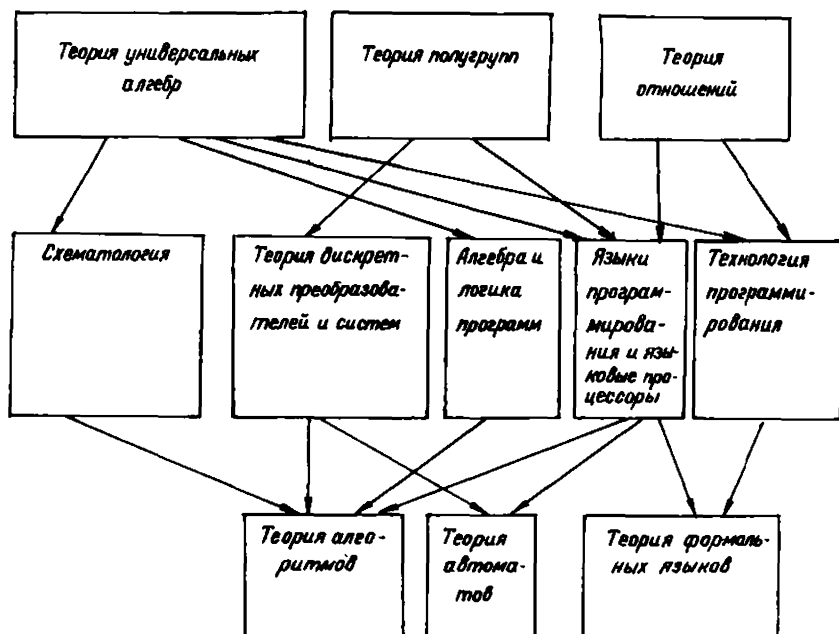 Теория универсальных
алгебр
Теория полугрупп
Теория
отношений
Схематология
Теория дискрет-
ных преобразова-
телей и систем
Алгебра и
логика
программ
Языки
програм-
мирова-
ния и язы-
ковые про-
цессоры
Технология
программи-
рования
Теория алго-
ритмов
Теория
автома-
тов
Теория формаль-
ных языков